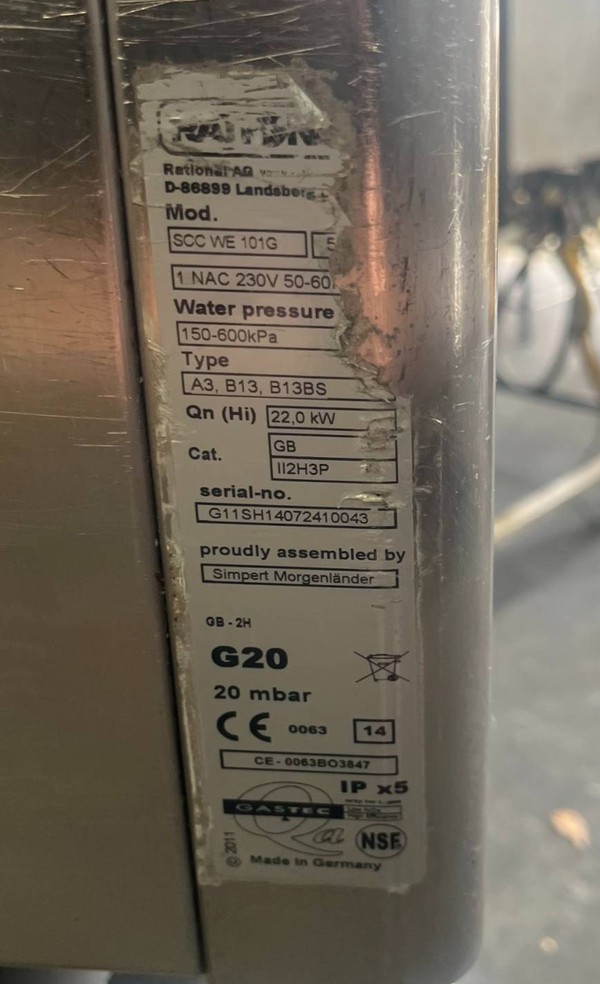 Rational AG
D-86899 Landsberg
Mod.
SCC WE 101G 5
1 NAC 230V 50-60
Water pressure
150-600kPa
Type
A3, B13, B13BS
Qn (Hi) 22,0 kW
Cat. GB
II2H3P
serial-no.
G11SH14072410043
proudly assembled by
Simpert Morgenländer
GB - 2H
G20
20 mbar
CE 0063 14
CE - 0063BO3847
IP x5
GASTEC
QA
NSF
© 2011
Made in Germany